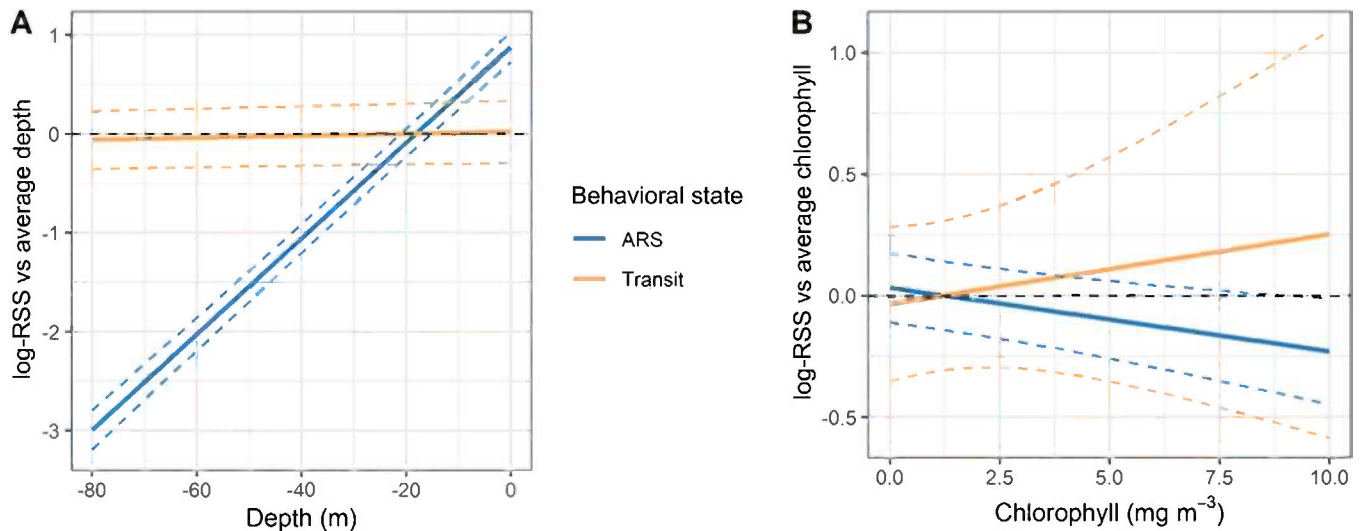 A
log-RSS vs average depth
1
0
-1
-2
-3
-80
-60
-40
-20
0
Depth (m)
Behavioral state
ARS
Transit
B
log-RSS vs average chlorophyll
1.0
0.5
0.0
-0.5
0.0
2.5
5.0
7.5
10.0
Chlorophyll (mg m⁻³)